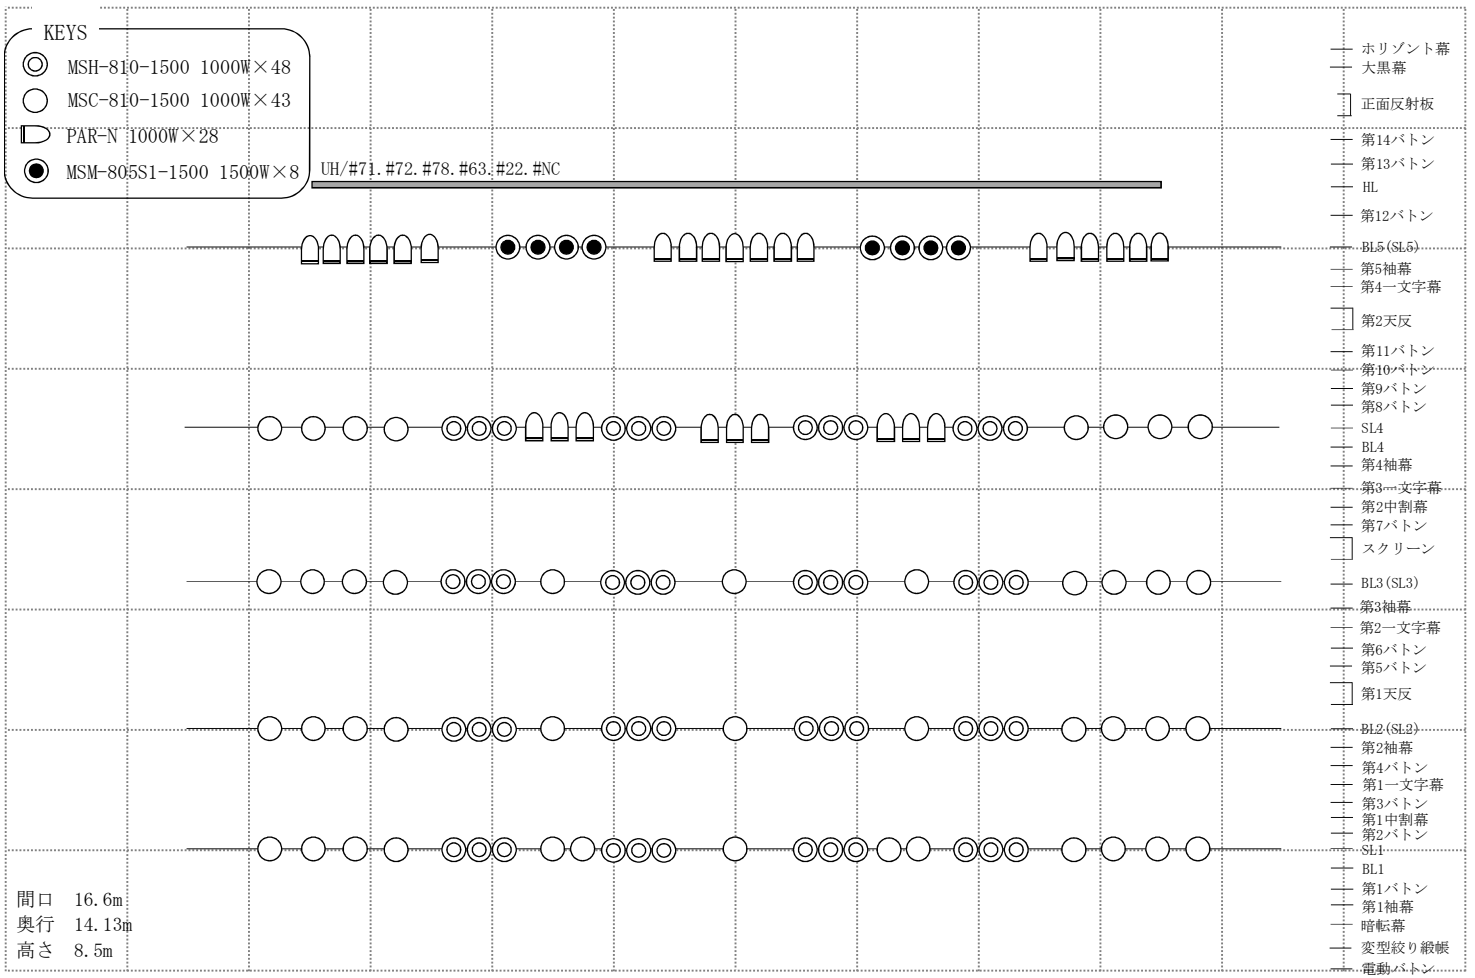 KEYS
MSH-810-1500 1000W×48
MSC-810-1500 1000W×43
PAR-N 1000W×28
MSM-805S1-1500 1500W×8
UH/#71.#72.#78.#63.#22.#NC
ホリゾント幕
大黒幕
正面反射板
第14バトン
第13バトン
HL
第12バトン
BL5(SL5)
第5袖幕
第4一文字幕
第2天反
第11バトン
第10バトン
第9バトン
第8バトン
SL4
BL4
第4袖幕
第3一文字幕
第2中割幕
第7バトン
スクリーン
BL3(SL3)
第3袖幕
第2一文字幕
第6バトン
第5バトン
第1天反
BL2(SL2)
第2袖幕
第4バトン
第1一文字幕
第3バトン
第1中割幕
第2バトン
SL1
BL1
第1バトン
第1袖幕
暗転幕
変型絞り緞帳
電動バトン
間口 16.6m
奥行 14.13m
高さ 8.5m